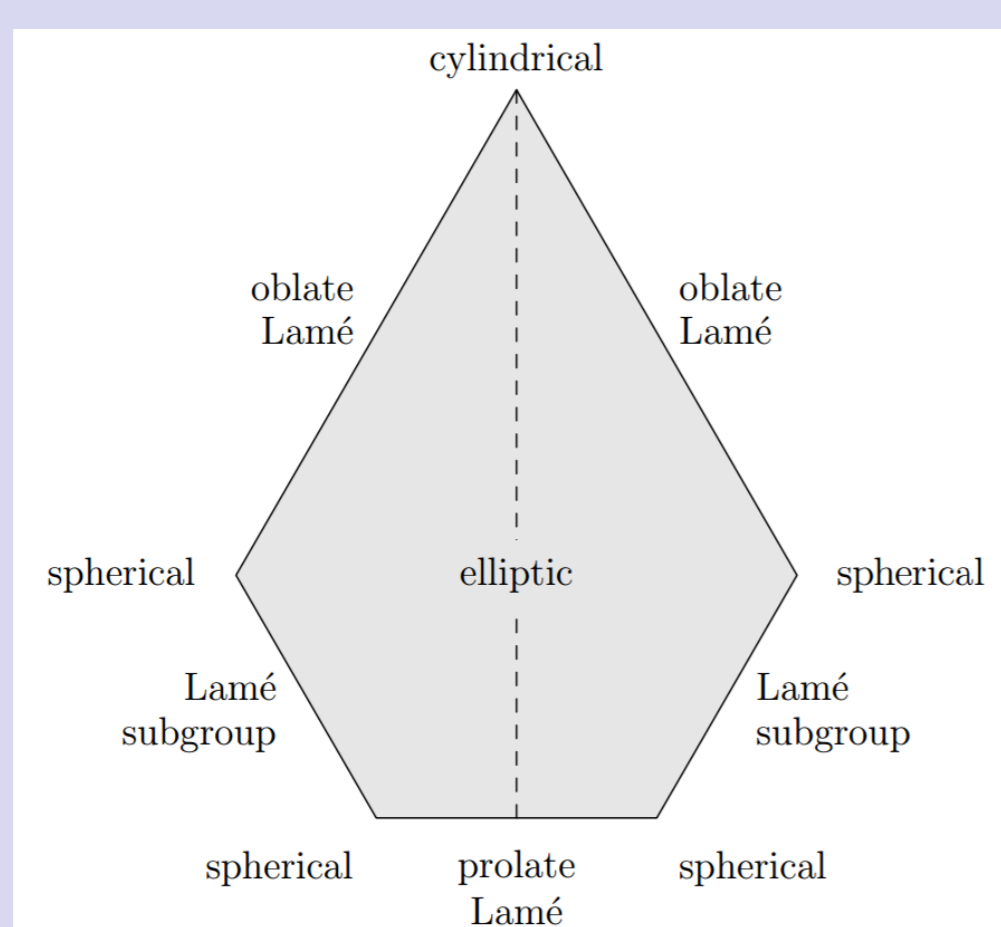 cylindrical
oblate
Lamé
oblate
Lamé
spherical
elliptic
spherical
Lamé
subgroup
Lamé
subgroup
spherical
prolate
Lamé
spherical